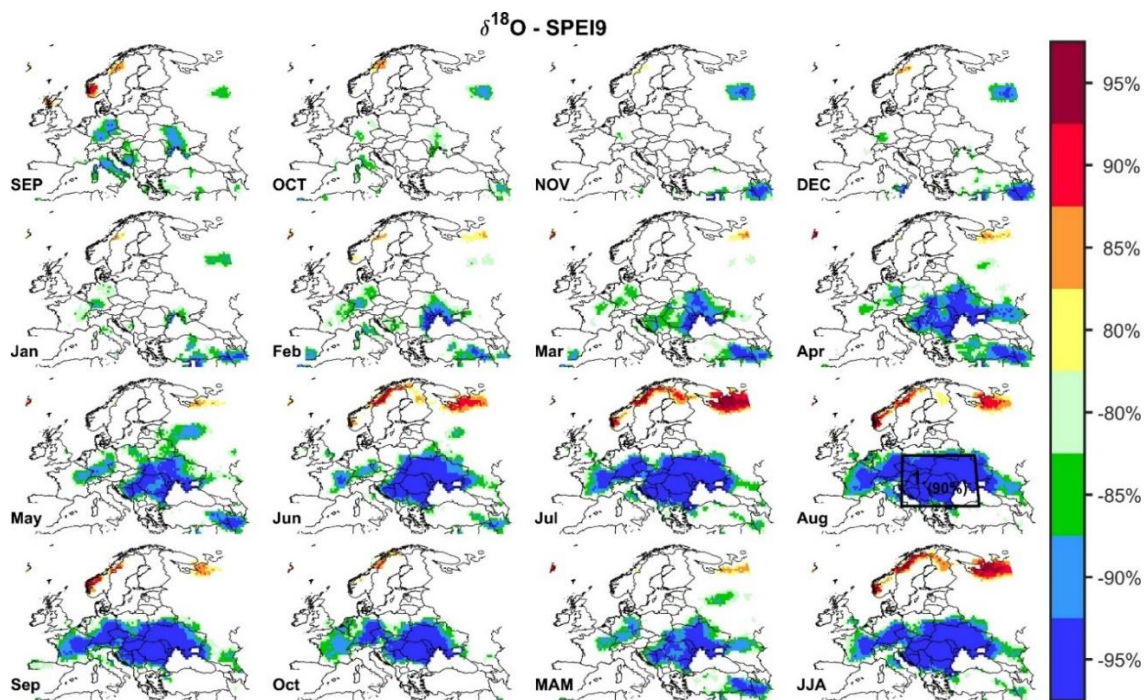 δ¹⁸O - SPEI9
SEP
OCT
NOV
DEC
Jan
Feb
Mar
Apr
May
Jun
Jul
Aug
1.(90%)
Sep
Oct
MAM
JJA
95%
90%
85%
80%
-80%
-85%
-90%
-95%